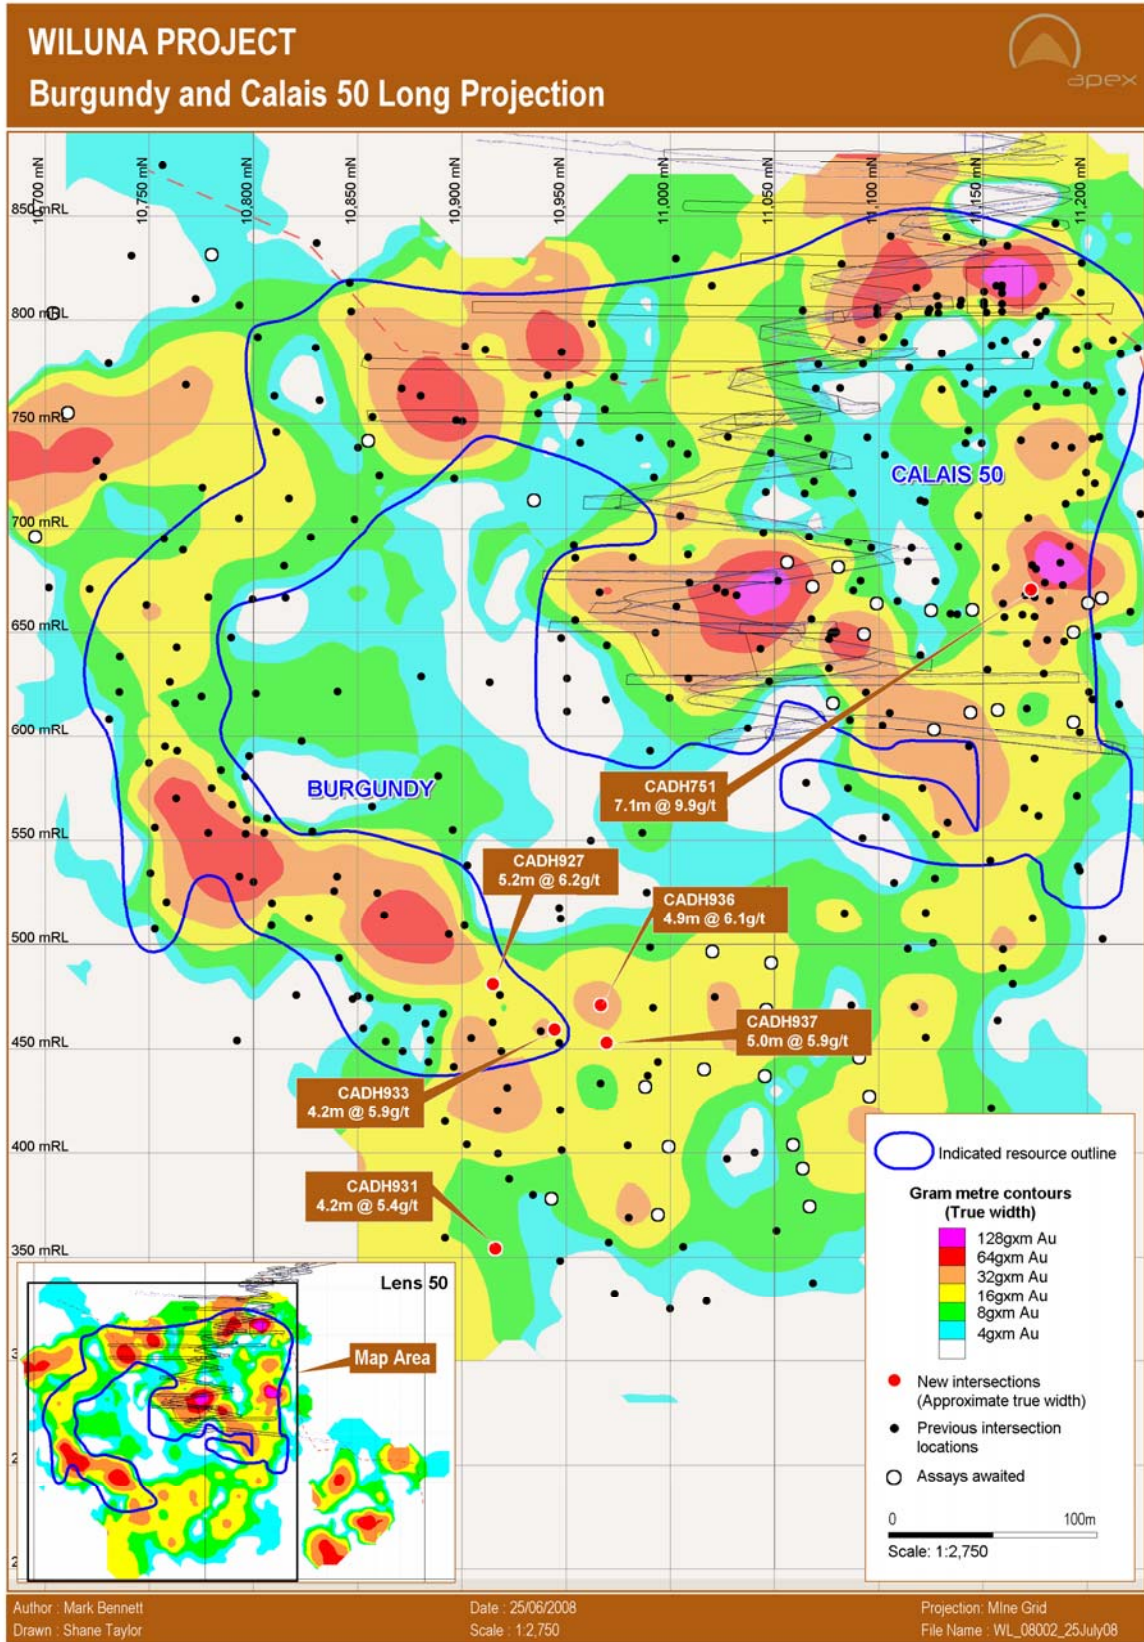 WILUNA PROJECT
Burgundy and Calais 50 Long Projection
apex
10,700 mN
10,750 mN
10,800 mN
10,850 mN
10,900 mN
10,950 mN
11,000 mN
11,050 mN
11,100 mN
11,150 mN
11,200 mN
850 mRL
800 mRL
750 mRL
CALAIS 50
700 mRL
650 mRL
600 mRL
CADH751
7.1m @ 9.9g/t
BURGUNDY
550 mRL
CADH927
5.2m @ 6.2g/t
CADH936
4.9m @ 6.1g/t
500 mRL
CADH937
5.0m @ 5.9g/t
450 mRL
CADH933
4.2m @ 5.9g/t
400 mRL
CADH931
4.2m @ 5.4g/t
350 mRL
Indicated resource outline
Gram metre contours
(True width)
128gxm Au
64gxm Au
32gxm Au
16gxm Au
8gxm Au
4gxm Au
New intersections
(Approximate true width)
Previous intersection
locations
Assays awaited
0 100m
Scale: 1:2,750
Lens 50
Map Area
Author : Mark Bennett
Drawn : Shane Taylor
Date : 25/06/2008
Scale : 1:2,750
Projection: MIne Grid
File Name : WL_08002_25July08